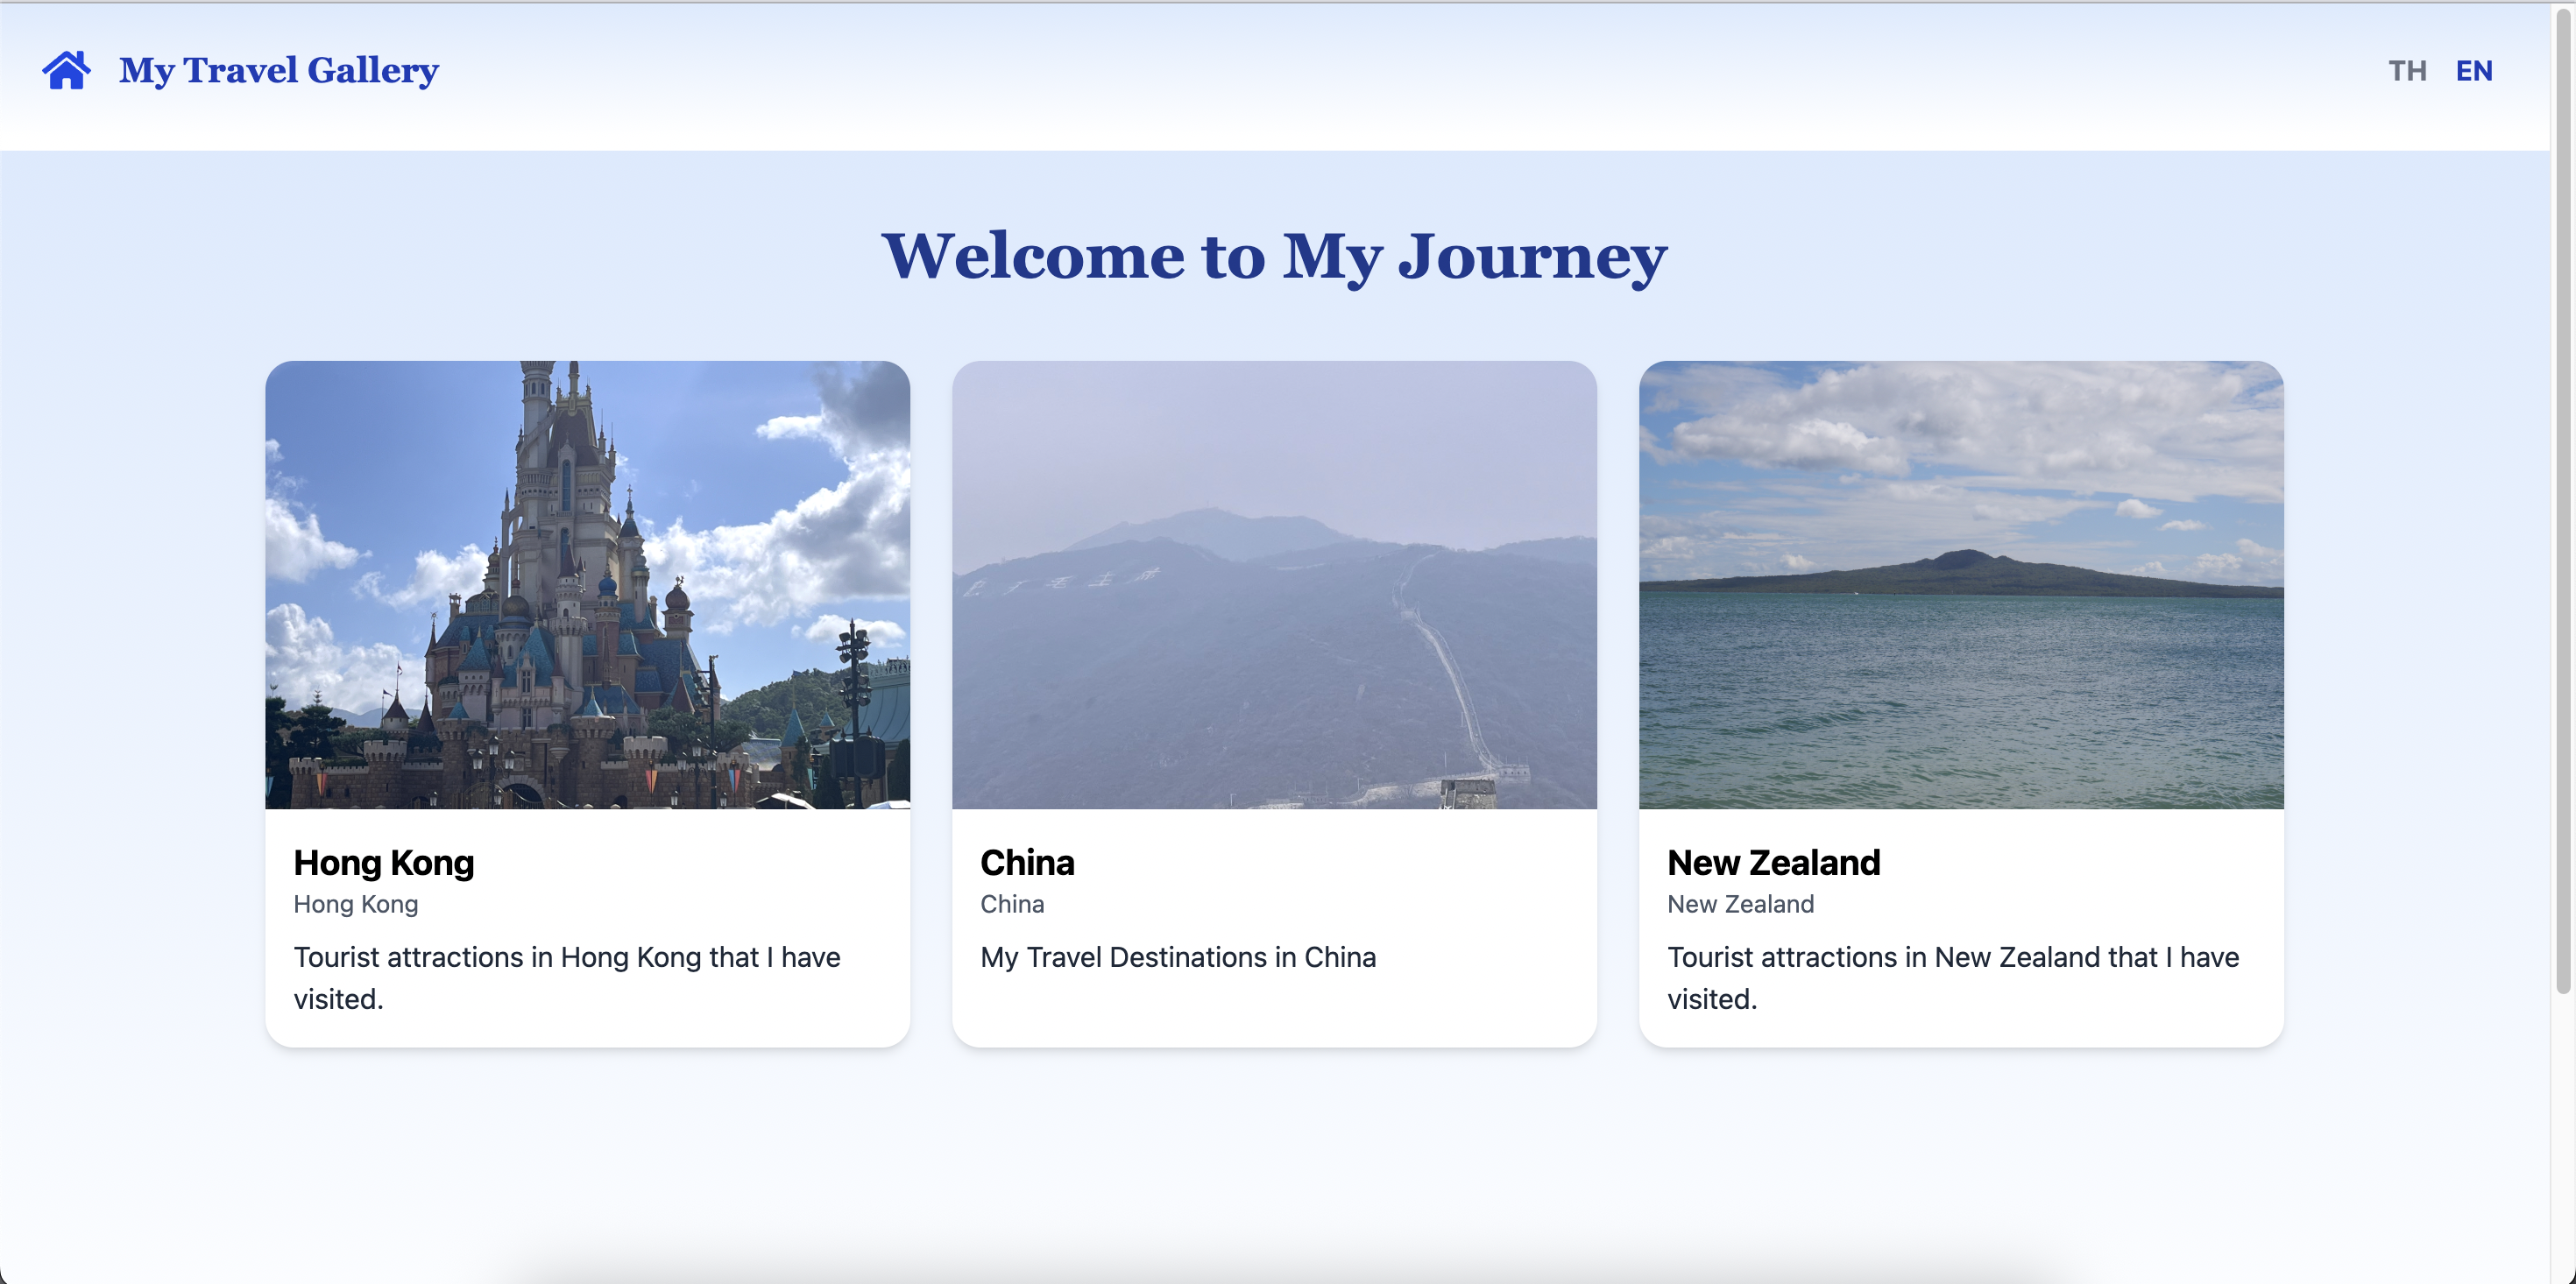 My Travel Gallery
TH EN
Welcome to My Journey
Hong Kong
Hong Kong
Tourist attractions in Hong Kong that I have
visited.
China
China
My Travel Destinations in China
New Zealand
New Zealand
Tourist attractions in New Zealand that I have
visited.